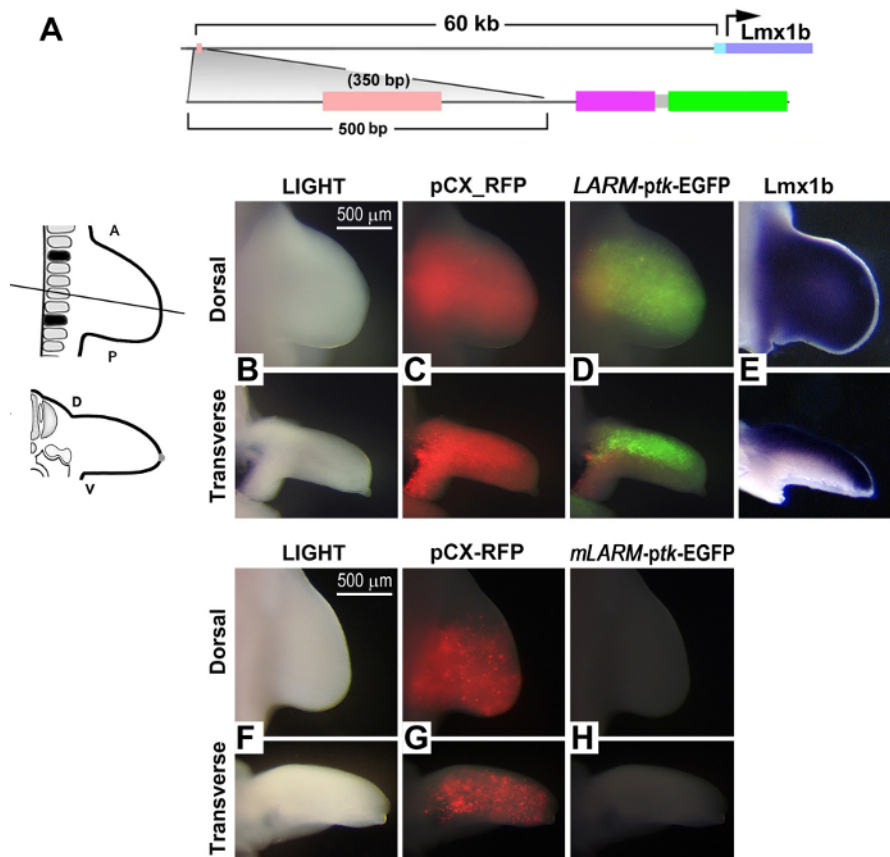 A
60 kb
Lmx1b
(350 bp)
500 bp
LIGHT
pCX_RFP
LARM-ptk-EGFP
Lmx1b
500 µm
A
P
Dorsal
B
C
D
E
D
V
Transverse
LIGHT
pCX-RFP
mLARM-ptk-EGFP
500 µm
Dorsal
F
G
H
Transverse